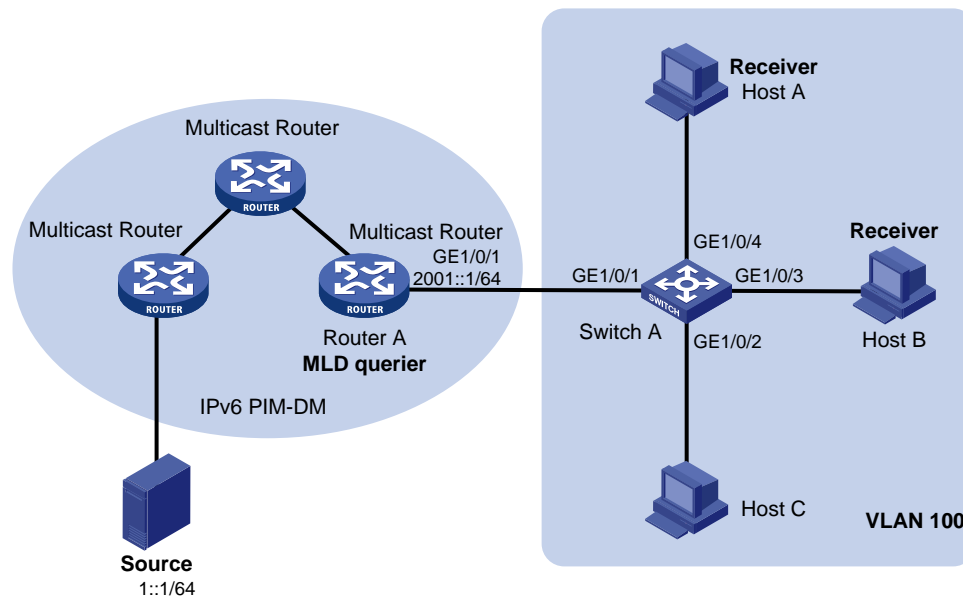 Receiver
Host A
Multicast Router
ROUTER
Multicast Router
Multicast Router
GE1/0/1
2001::1/64
ROUTER
ROUTER
Router A
MLD querier
IPv6 PIM-DM
GE1/0/4
GE1/0/1
GE1/0/3
SWITCH
Switch A
GE1/0/2
Receiver
Host B
Host C
VLAN 100
Source
1::1/64